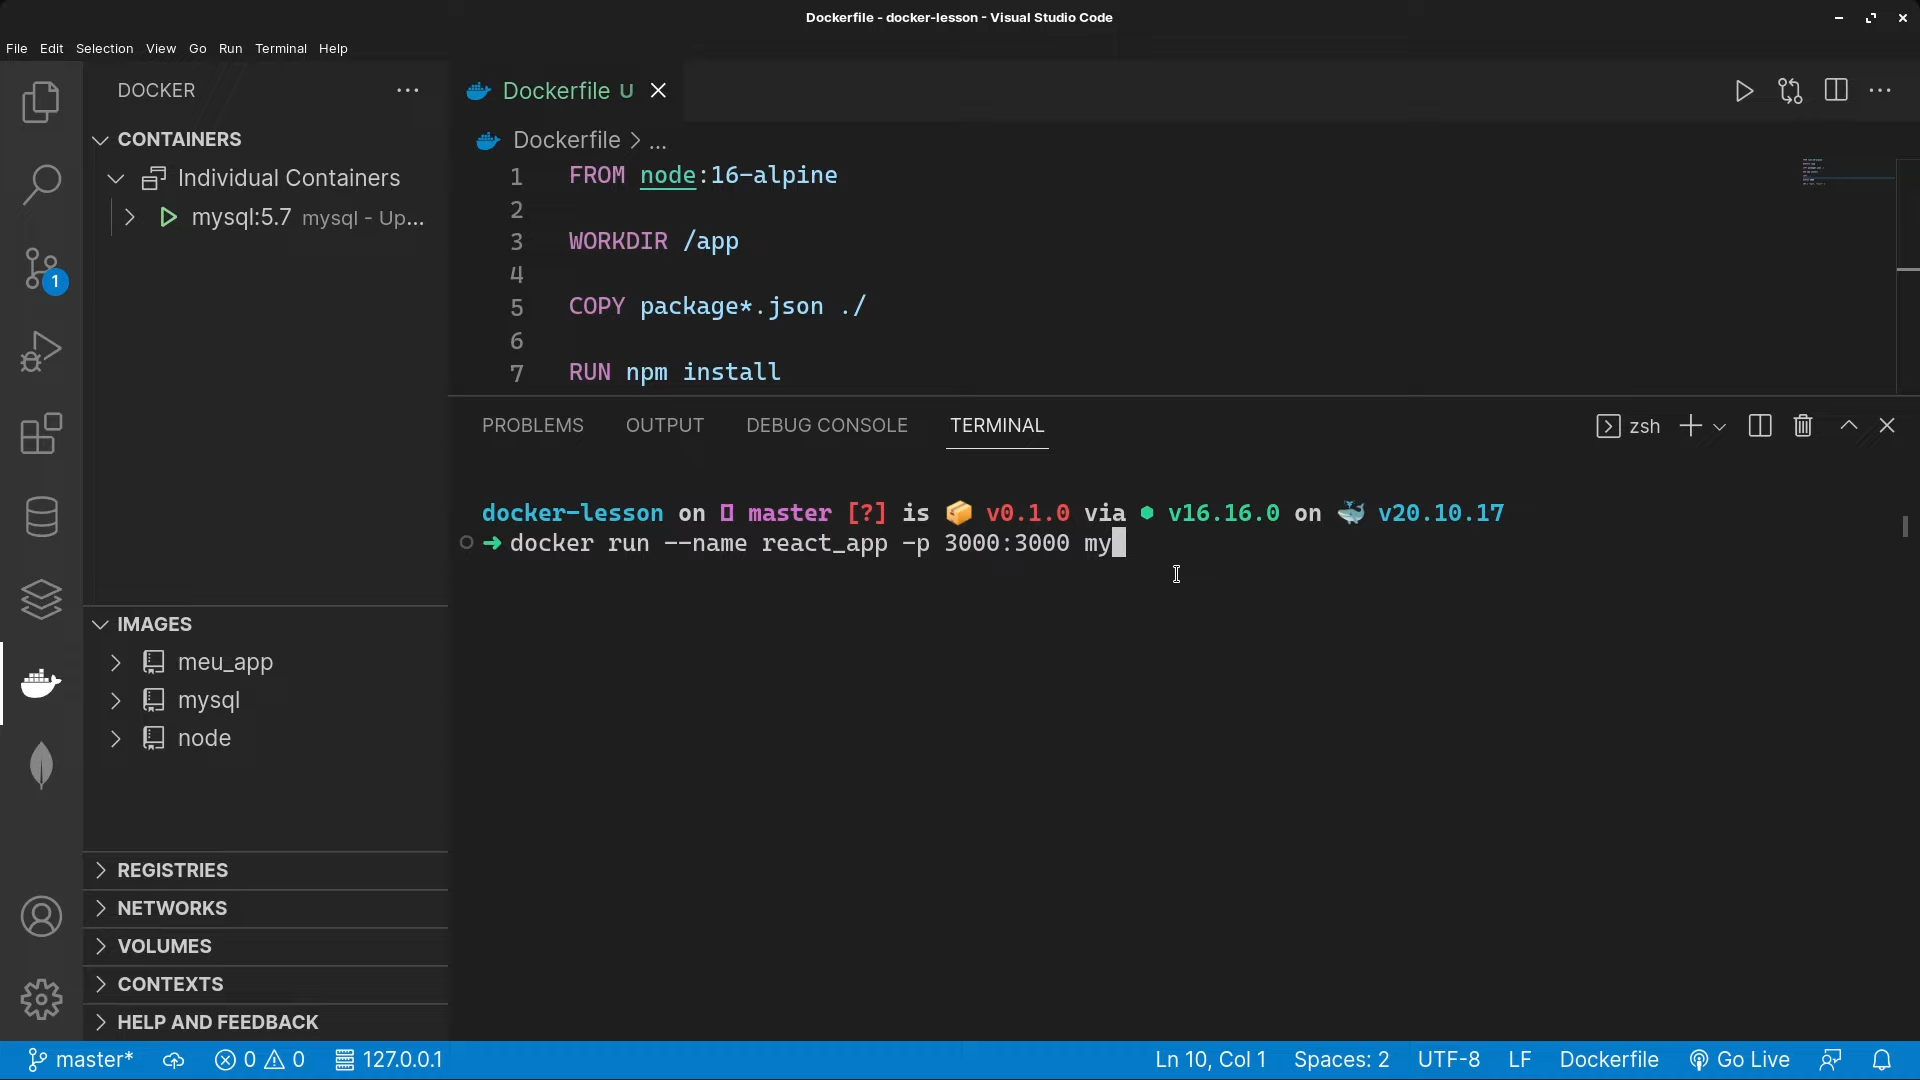 Dockerfile - docker-lesson - Visual Studio Code
File Edit Selection View Go Run Terminal Help
DOCKER
CONTAINERS
Individual Containers
mysql:5.7 mysql - Up...
1
Dockerfile U
Dockerfile > ...
1 FROM node:16-alpine
2
3 WORKDIR /app
4
5 COPY package*.json ./
6
7 RUN npm install
PROBLEMS OUTPUT DEBUG CONSOLE TERMINAL
zsh
docker-lesson on master [?] is 📦 v0.1.0 via ⬢ v16.16.0 on 🐳 v20.10.17
➜ docker run --name react_app -p 3000:3000 my
IMAGES
meu_app
mysql
node
REGISTRIES
NETWORKS
VOLUMES
CONTEXTS
HELP AND FEEDBACK
master* 0 0 127.0.0.1 Ln 10, Col 1 Spaces: 2 UTF-8 LF Dockerfile Go Live